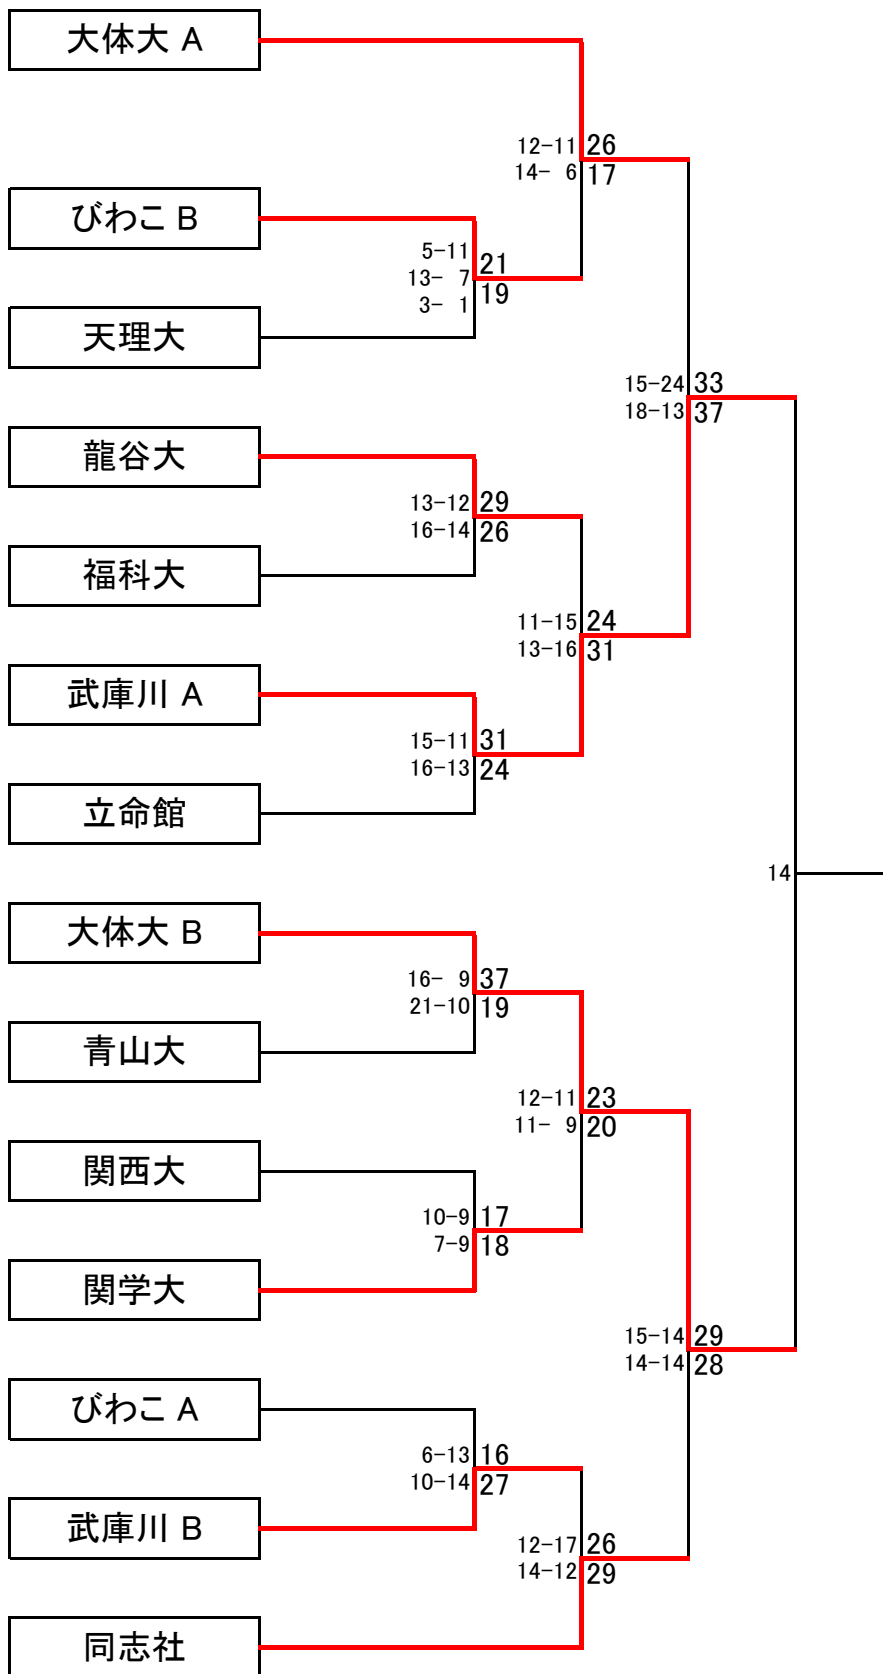 大体大 A
12-11 26
14- 6 17
びわこ B
5-11
13- 7 21
3- 1 19
天理大
15-24 33
18-13 37
龍谷大
13-12 29
16-14 26
福科大
11-15 24
13-16 31
武庫川 A
15-11 31
16-13 24
立命館
14
大体大 B
16- 9 37
21-10 19
青山大
12-11 23
11- 9 20
関西大
10-9 17
7-9 18
関学大
15-14 29
14-14 28
びわこ A
6-13 16
10-14 27
武庫川 B
12-17 26
14-12 29
同志社